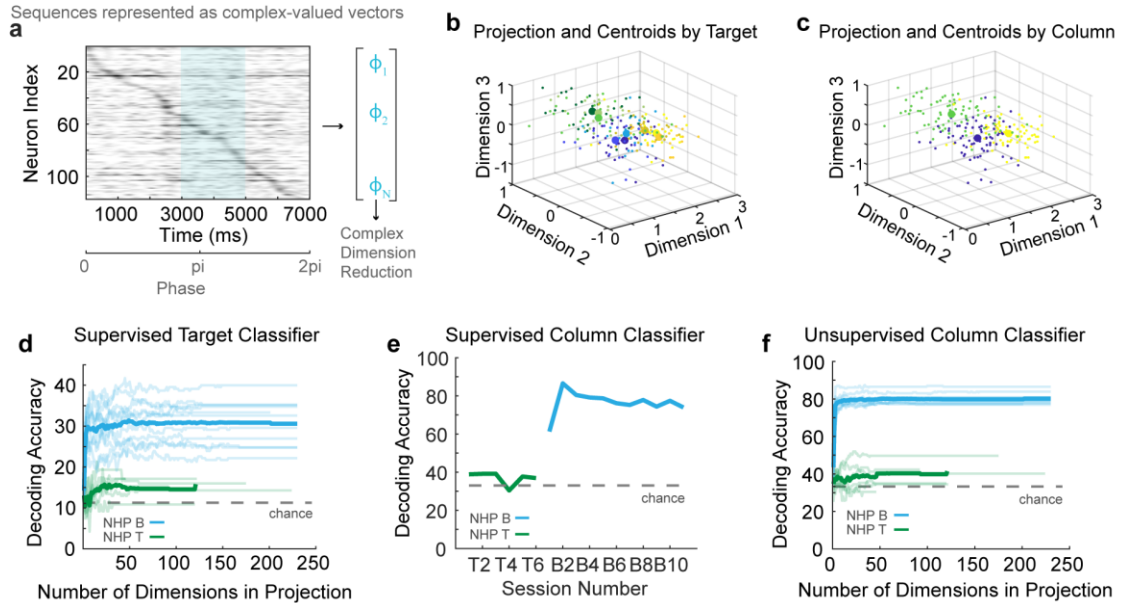 Sequences represented as complex-valued vectors
a
Neuron Index
20
60
100
1000 3000 5000 7000
Time (ms)
0 pi 2pi
Phase
ϕ1
ϕ2
ϕN
Complex
Dimension
Reduction
b Projection and Centroids by Target
Dimension 3
1
0
-1
1 0 -1
Dimension 2
0 1 2 3
Dimension 1
c Projection and Centroids by Column
Dimension 3
1
0
-1
1 0 -1
Dimension 2
0 1 2 3
Dimension 1
d Supervised Target Classifier
Decoding Accuracy
40
30
20
10
0
chance
NHP B
NHP T
50 100 150 200 250
Number of Dimensions in Projection
e Supervised Column Classifier
Decoding Accuracy
100
80
60
40
20
0
chance
NHP B
NHP T
T2 T4 T6 B2 B4 B6 B8 B10
Session Number
f Unsupervised Column Classifier
Decoding Accuracy
100
80
60
40
20
0
chance
NHP B
NHP T
0 50 100 150 200 250
Number of Dimensions in Projection